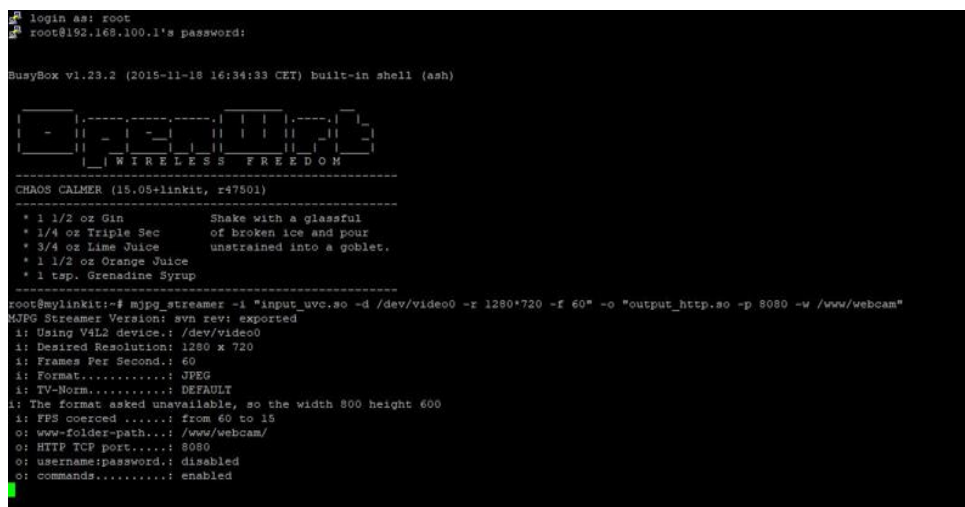 login as: root
root@192.168.100.1's password:
BusyBox v1.23.2 (2015-11-18 16:34:33 CET) built-in shell (ash)
OpenWrt
W I R E L E S S   F R E E D O M
-----------------------------------------------------
CHAOS CALMER (15.05+linkit, r47501)
-----------------------------------------------------
* 1 1/2 oz Gin            Shake with a glassful
* 1/4 oz Triple Sec       of broken ice and pour
* 3/4 oz Lime Juice       unstrained into a goblet.
* 1 1/2 oz Orange Juice
* 1 tsp. Grenadine Syrup
-----------------------------------------------------
root@mylinkit:~# mjpg_streamer -i "input_uvc.so -d /dev/video0 -r 1280*720 -f 60" -o "output_http.so -p 8080 -w /www/webcam"
MJPG Streamer Version: svn rev: exported
i: Using V4L2 device.: /dev/video0
i: Desired Resolution: 1280 x 720
i: Frames Per Second.: 60
i: Format............: JPEG
i: TV-Norm...........: DEFAULT
i: The format asked unavailable, so the width 800 height 600
i: FPS coerced ......: from 60 to 15
o: www-folder-path...: /www/webcam/
o: HTTP TCP port.....: 8080
o: username:password.: disabled
o: commands..........: enabled